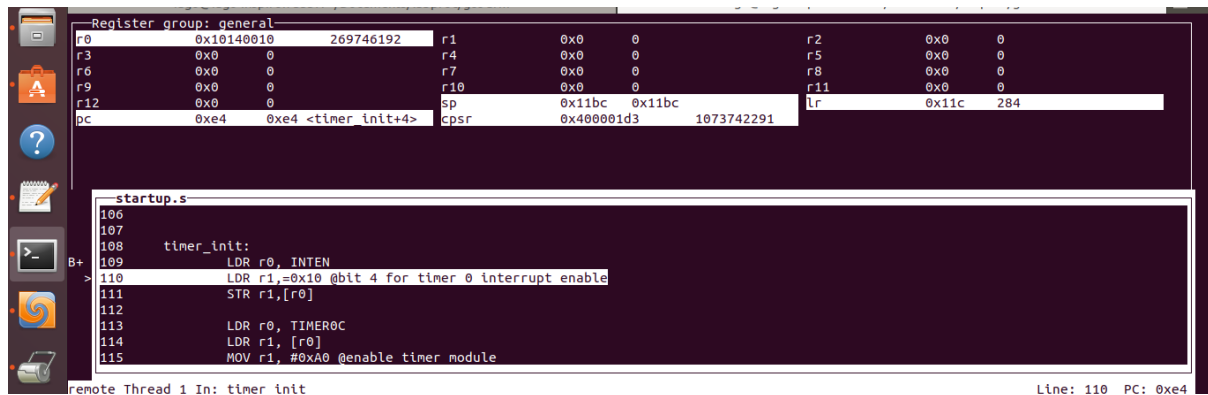 Register group: general
r0 0x10140010 269746192 r1 0x0 0 r2 0x0 0
r3 0x0 0 r4 0x0 0 r5 0x0 0
r6 0x0 0 r7 0x0 0 r8 0x0 0
r9 0x0 0 r10 0x0 0 r11 0x0 0
r12 0x0 0 sp 0x11bc 0x11bc lr 0x11c 284
pc 0xe4 0xe4 <timer_init+4> cpsr 0x400001d3 1073742291
startup.s
106
107
108 timer_init:
B+ 109 LDR r0, INTEN
> 110 LDR r1,=0x10 @bit 4 for timer 0 interrupt enable
111 STR r1,[r0]
112
113 LDR r0, TIMER0C
114 LDR r1, [r0]
115 MOV r1, #0xA0 @enable timer module
remote Thread 1 In: timer_init Line: 110 PC: 0xe4